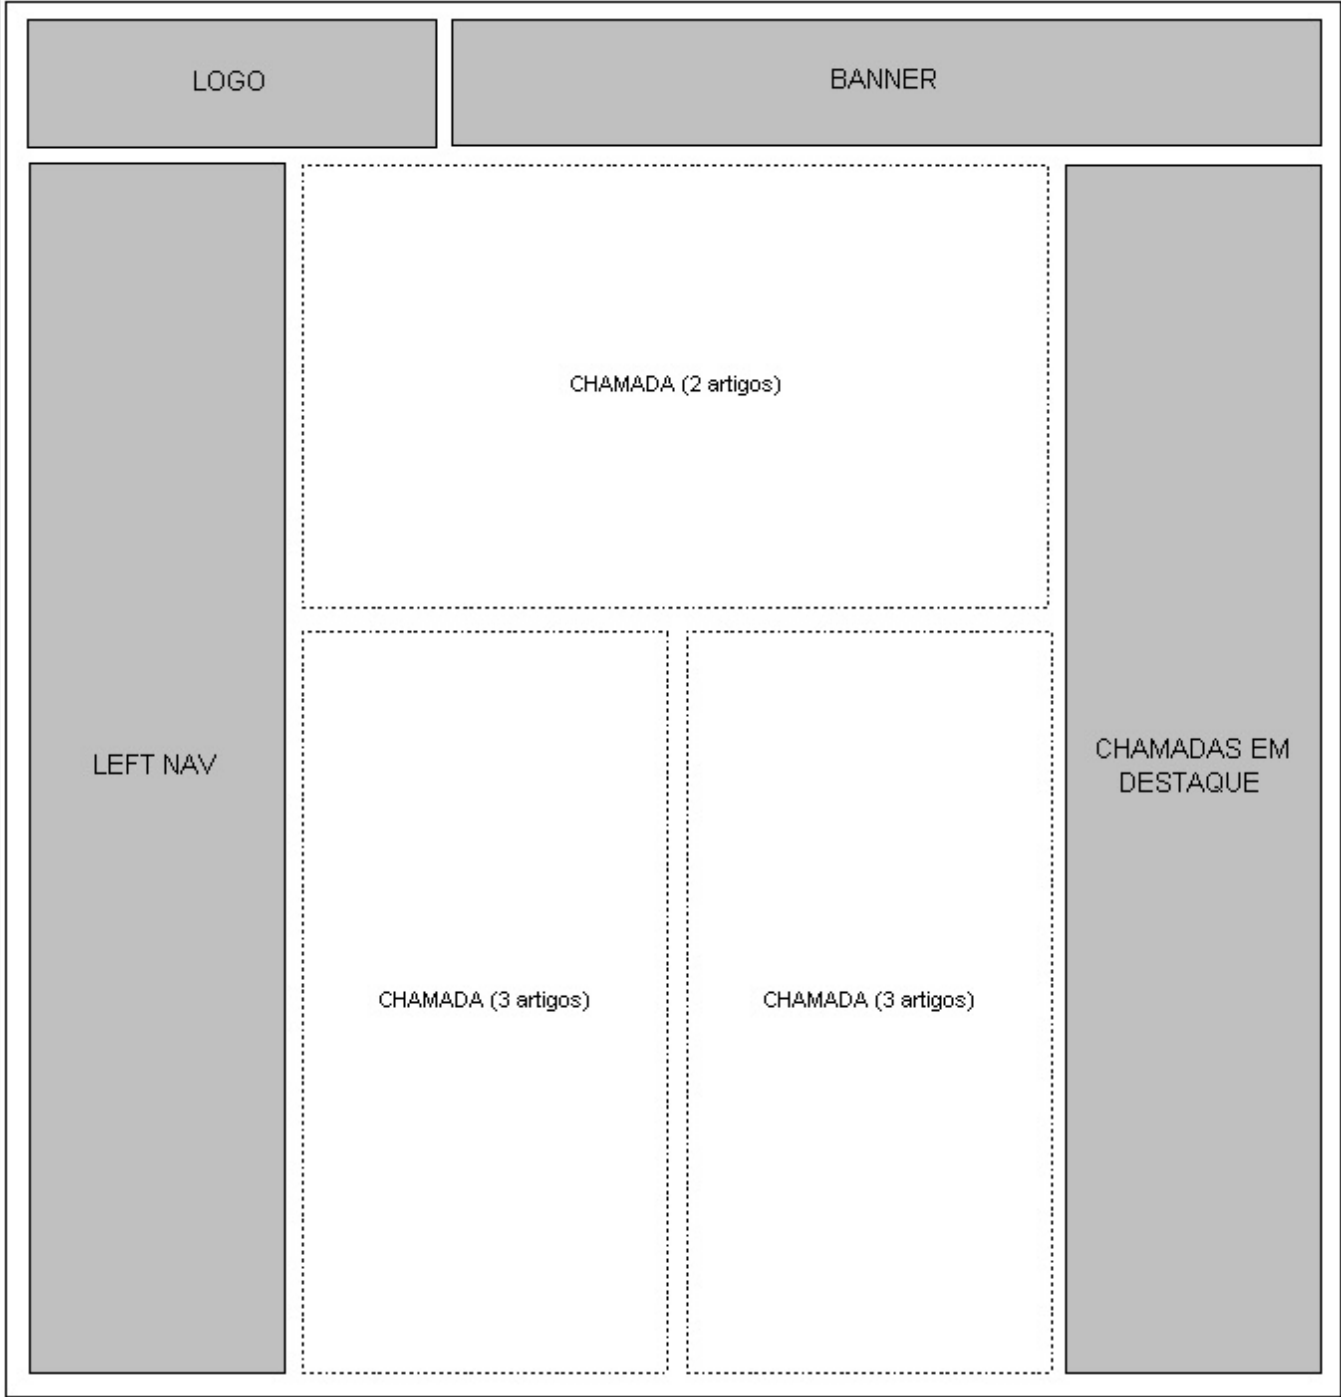 LOGO
BANNER
CHAMADA (2 artigos)
LEFT NAV
CHAMADAS EM
DESTAQUE
CHAMADA (3 artigos)
CHAMADA (3 artigos)